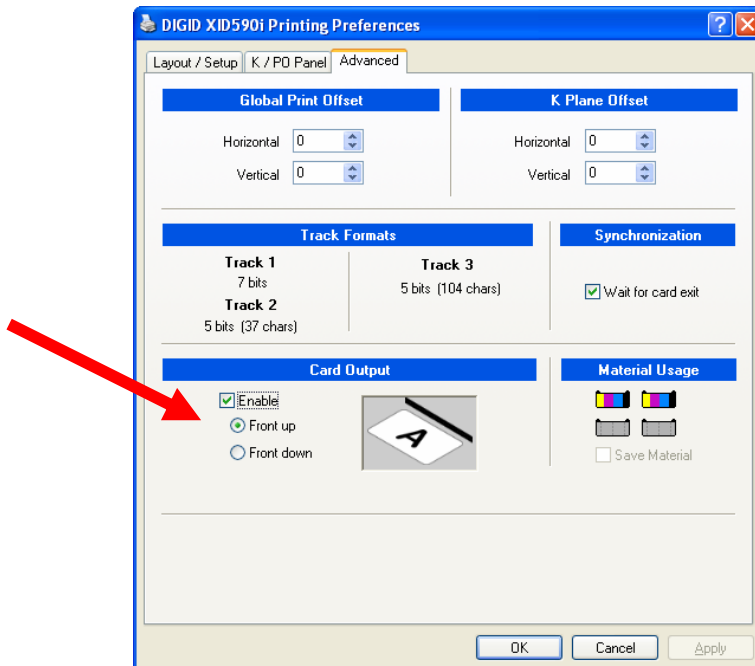 DIGID XID590i Printing Preferences
Layout / Setup K / PO Panel Advanced
Global Print Offset
Horizontal 0
Vertical 0
K Plane Offset
Horizontal 0
Vertical 0
Track Formats
Track 1
7 bits
Track 2
5 bits (37 chars)
Track 3
5 bits (104 chars)
Synchronization
Wait for card exit
Card Output
Enable
Front up
Front down
A
Material Usage
Save Material
OK Cancel Apply